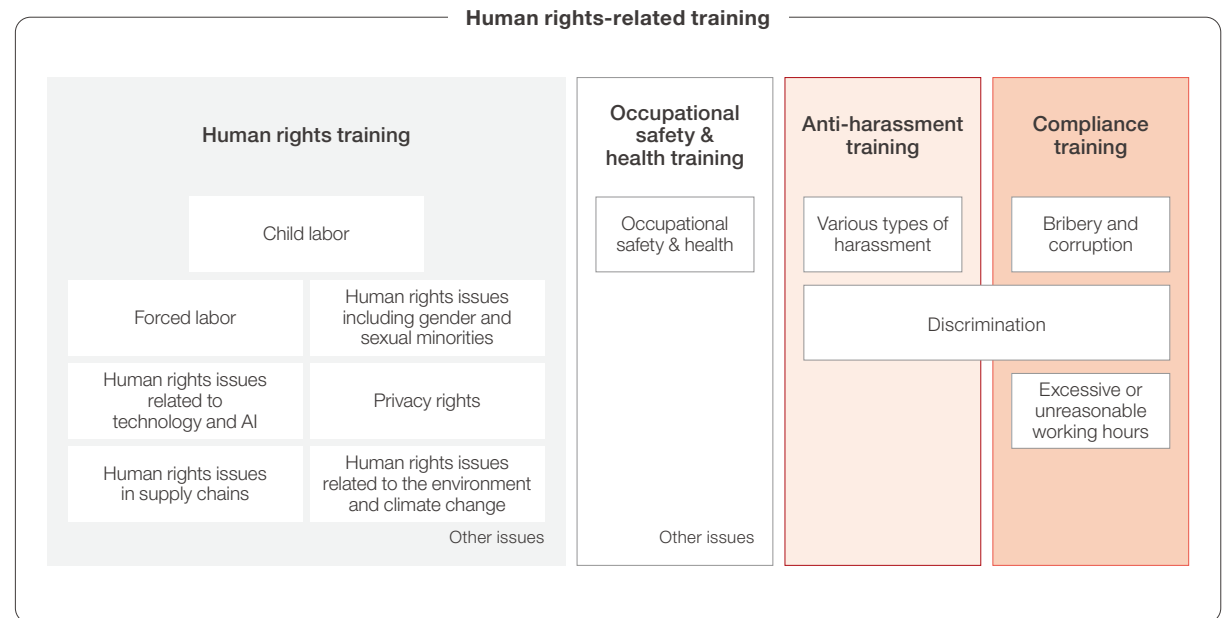 Human rights-related training
Human rights training
Child labor
Forced labor
Human rights issues
including gender and
sexual minorities
Human rights issues
related to
technology and AI
Privacy rights
Human rights issues
in supply chains
Human rights issues
related to the environment
and climate change
Other issues
Occupational
safety &
health training
Occupational
safety & health
Other issues
Anti-harassment
training
Various types of
harassment
Compliance
training
Bribery and
corruption
Discrimination
Excessive or
unreasonable
working hours